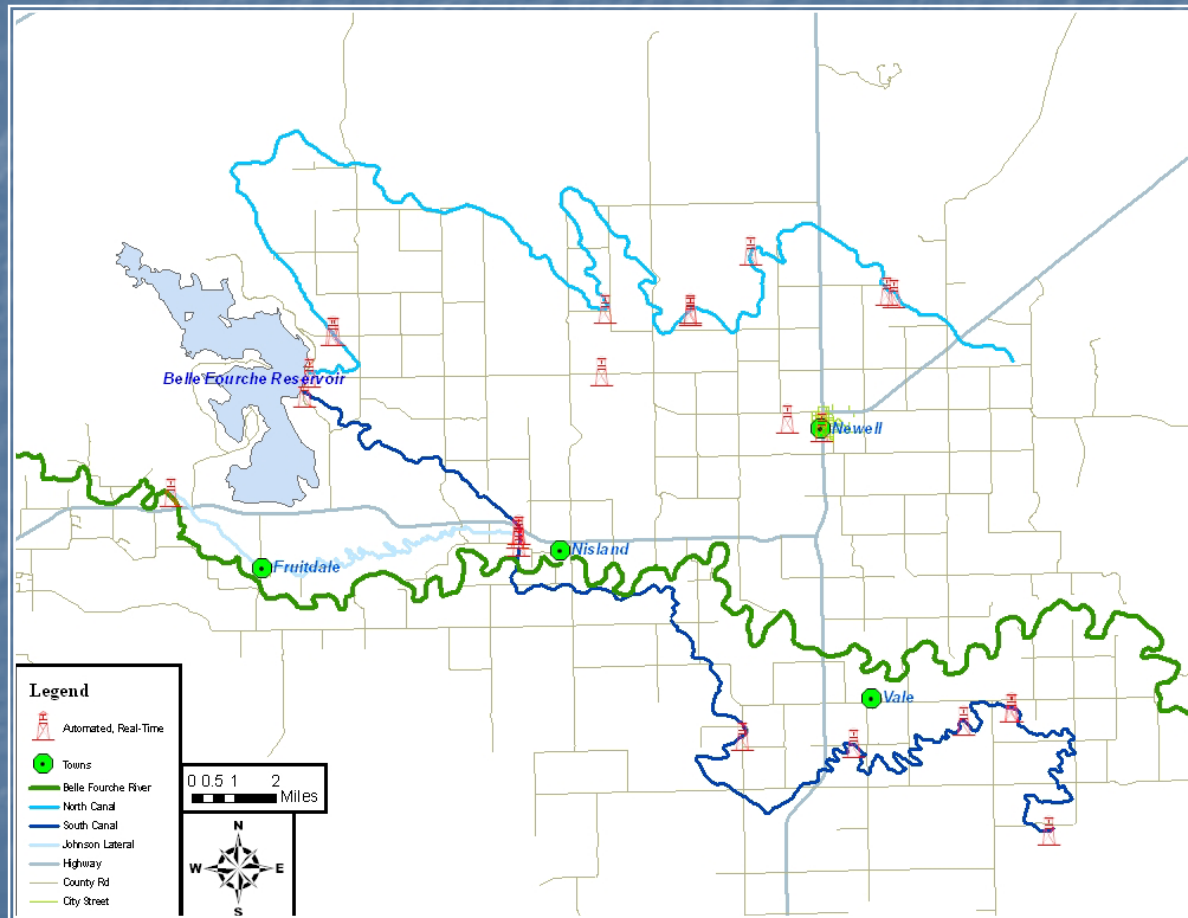 Belle Fourche Reservoir
Newell
Nisland
Fruitdale
Vale
Legend
Automated, Real-Time
Towns
Belle Fourche River
North Canal
South Canal
Johnson Lateral
Highway
County Rd
City Street
0 0.5 1 2
Miles
N
W E
S